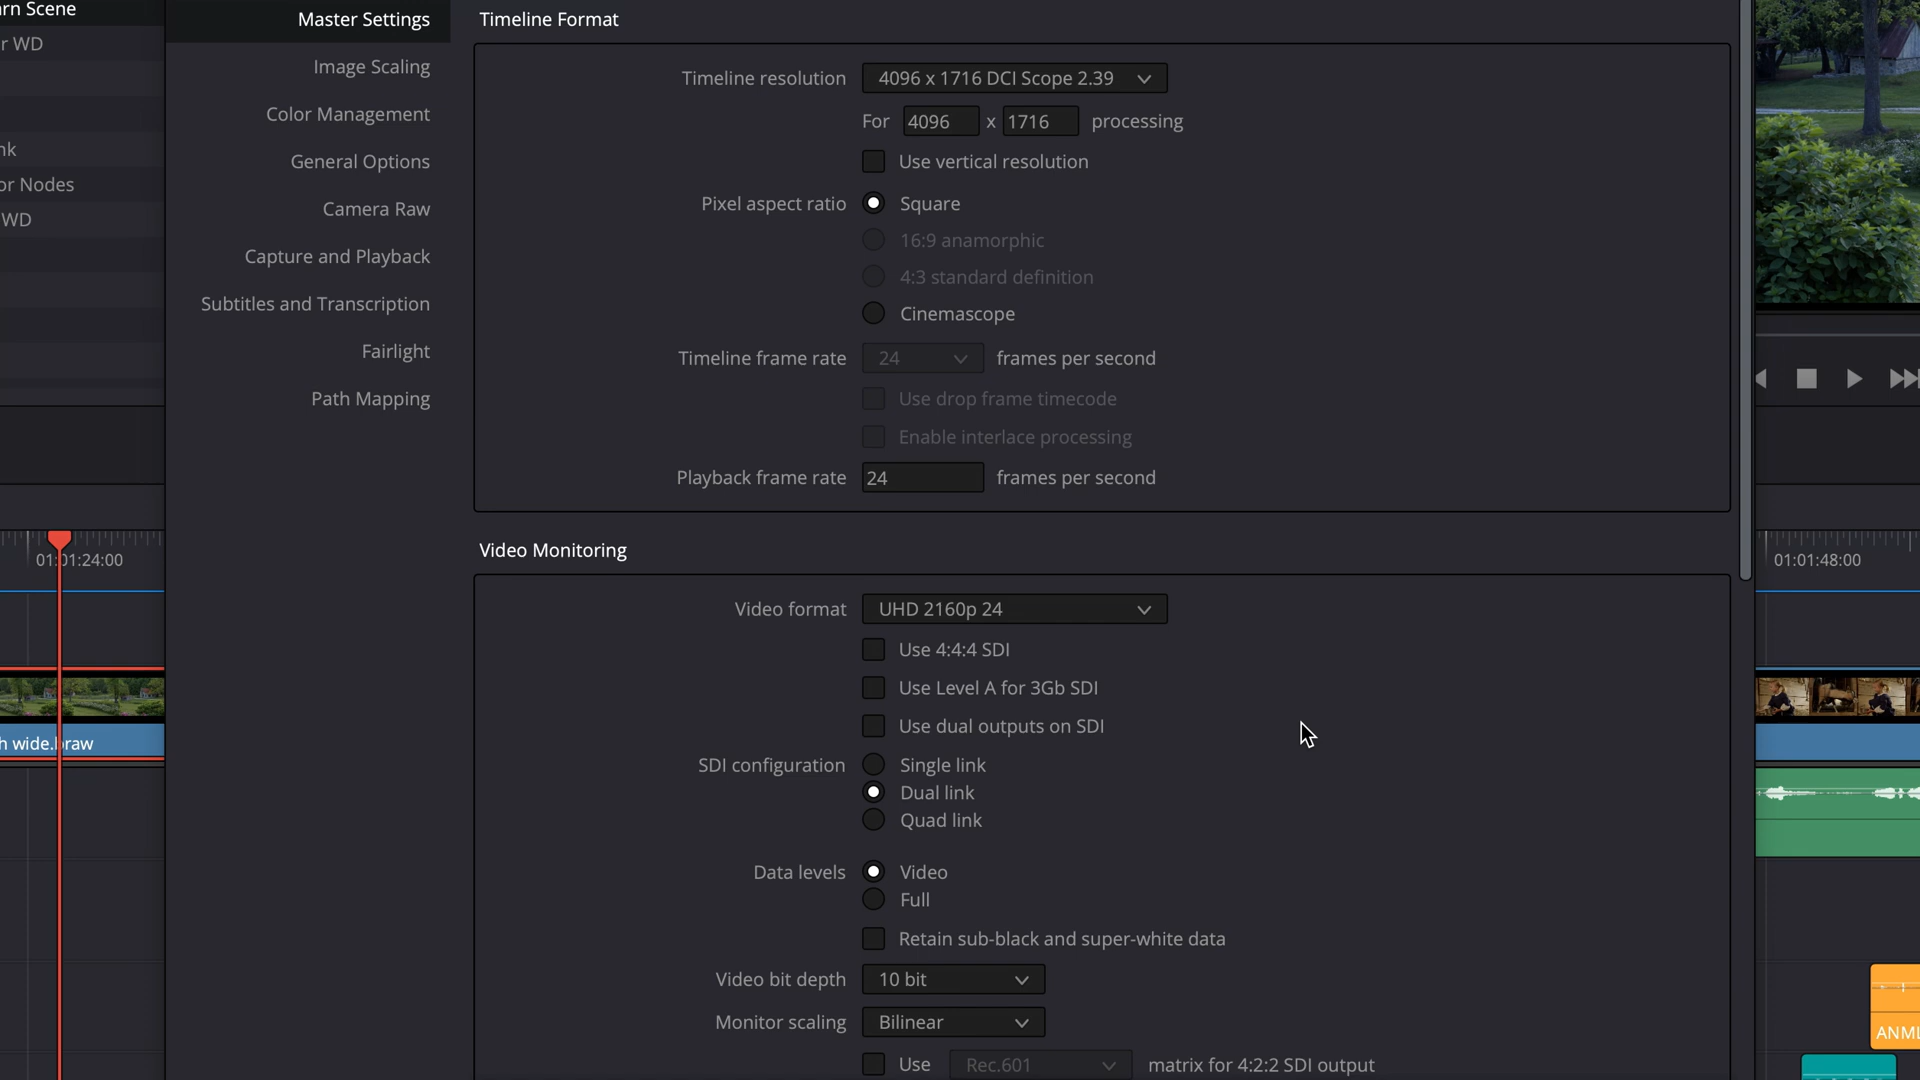 rn Scene
r WD
nk
or Nodes
WD
Master Settings
Image Scaling
Color Management
General Options
Camera Raw
Capture and Playback
Subtitles and Transcription
Fairlight
Path Mapping
Timeline Format
Timeline resolution 4096 x 1716 DCI Scope 2.39
For 4096 x 1716 processing
Use vertical resolution
Pixel aspect ratio Square
16:9 anamorphic
4:3 standard definition
Cinemascope
Timeline frame rate 24 frames per second
Use drop frame timecode
Enable interlace processing
Playback frame rate 24 frames per second
Video Monitoring
Video format UHD 2160p 24
Use 4:4:4 SDI
Use Level A for 3Gb SDI
Use dual outputs on SDI
SDI configuration Single link
Dual link
Quad link
Data levels Video
Full
Retain sub-black and super-white data
Video bit depth 10 bit
Monitor scaling Bilinear
Use Rec.601 matrix for 4:2:2 SDI output
01:01:24:00
h wide.braw
01:01:48:00
ANML